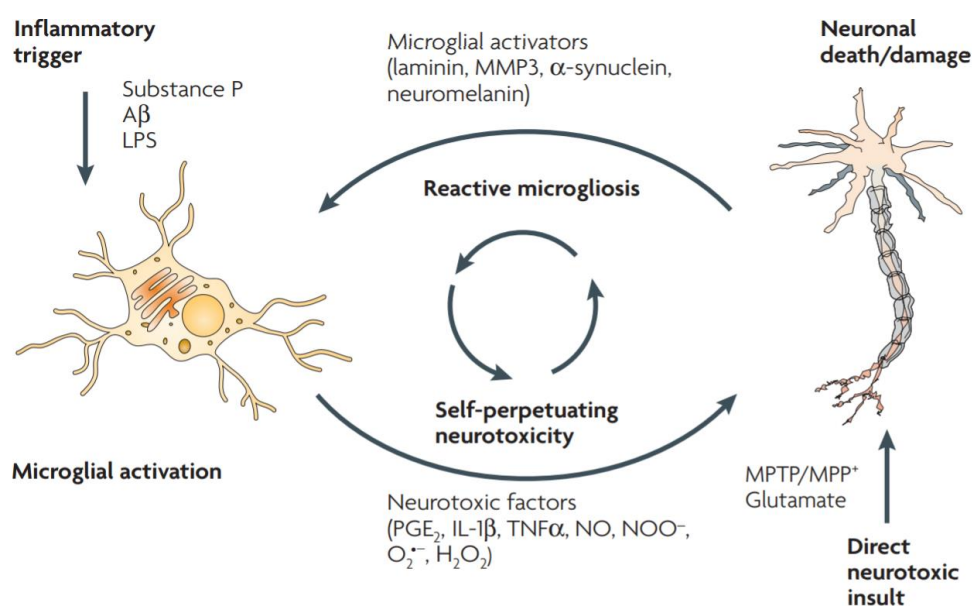 Inflammatory
trigger
Substance P
Aβ
LPS
Microglial activators
(laminin, MMP3, α-synuclein,
neuromelanin)
Neuronal
death/damage
Reactive microgliosis
Self-perpetuating
neurotoxicity
Microglial activation
Neurotoxic factors
(PGE₂, IL-1β, TNFα, NO, NOO⁻,
O₂•⁻, H₂O₂)
MPTP/MPP⁺
Glutamate
Direct
neurotoxic
insult